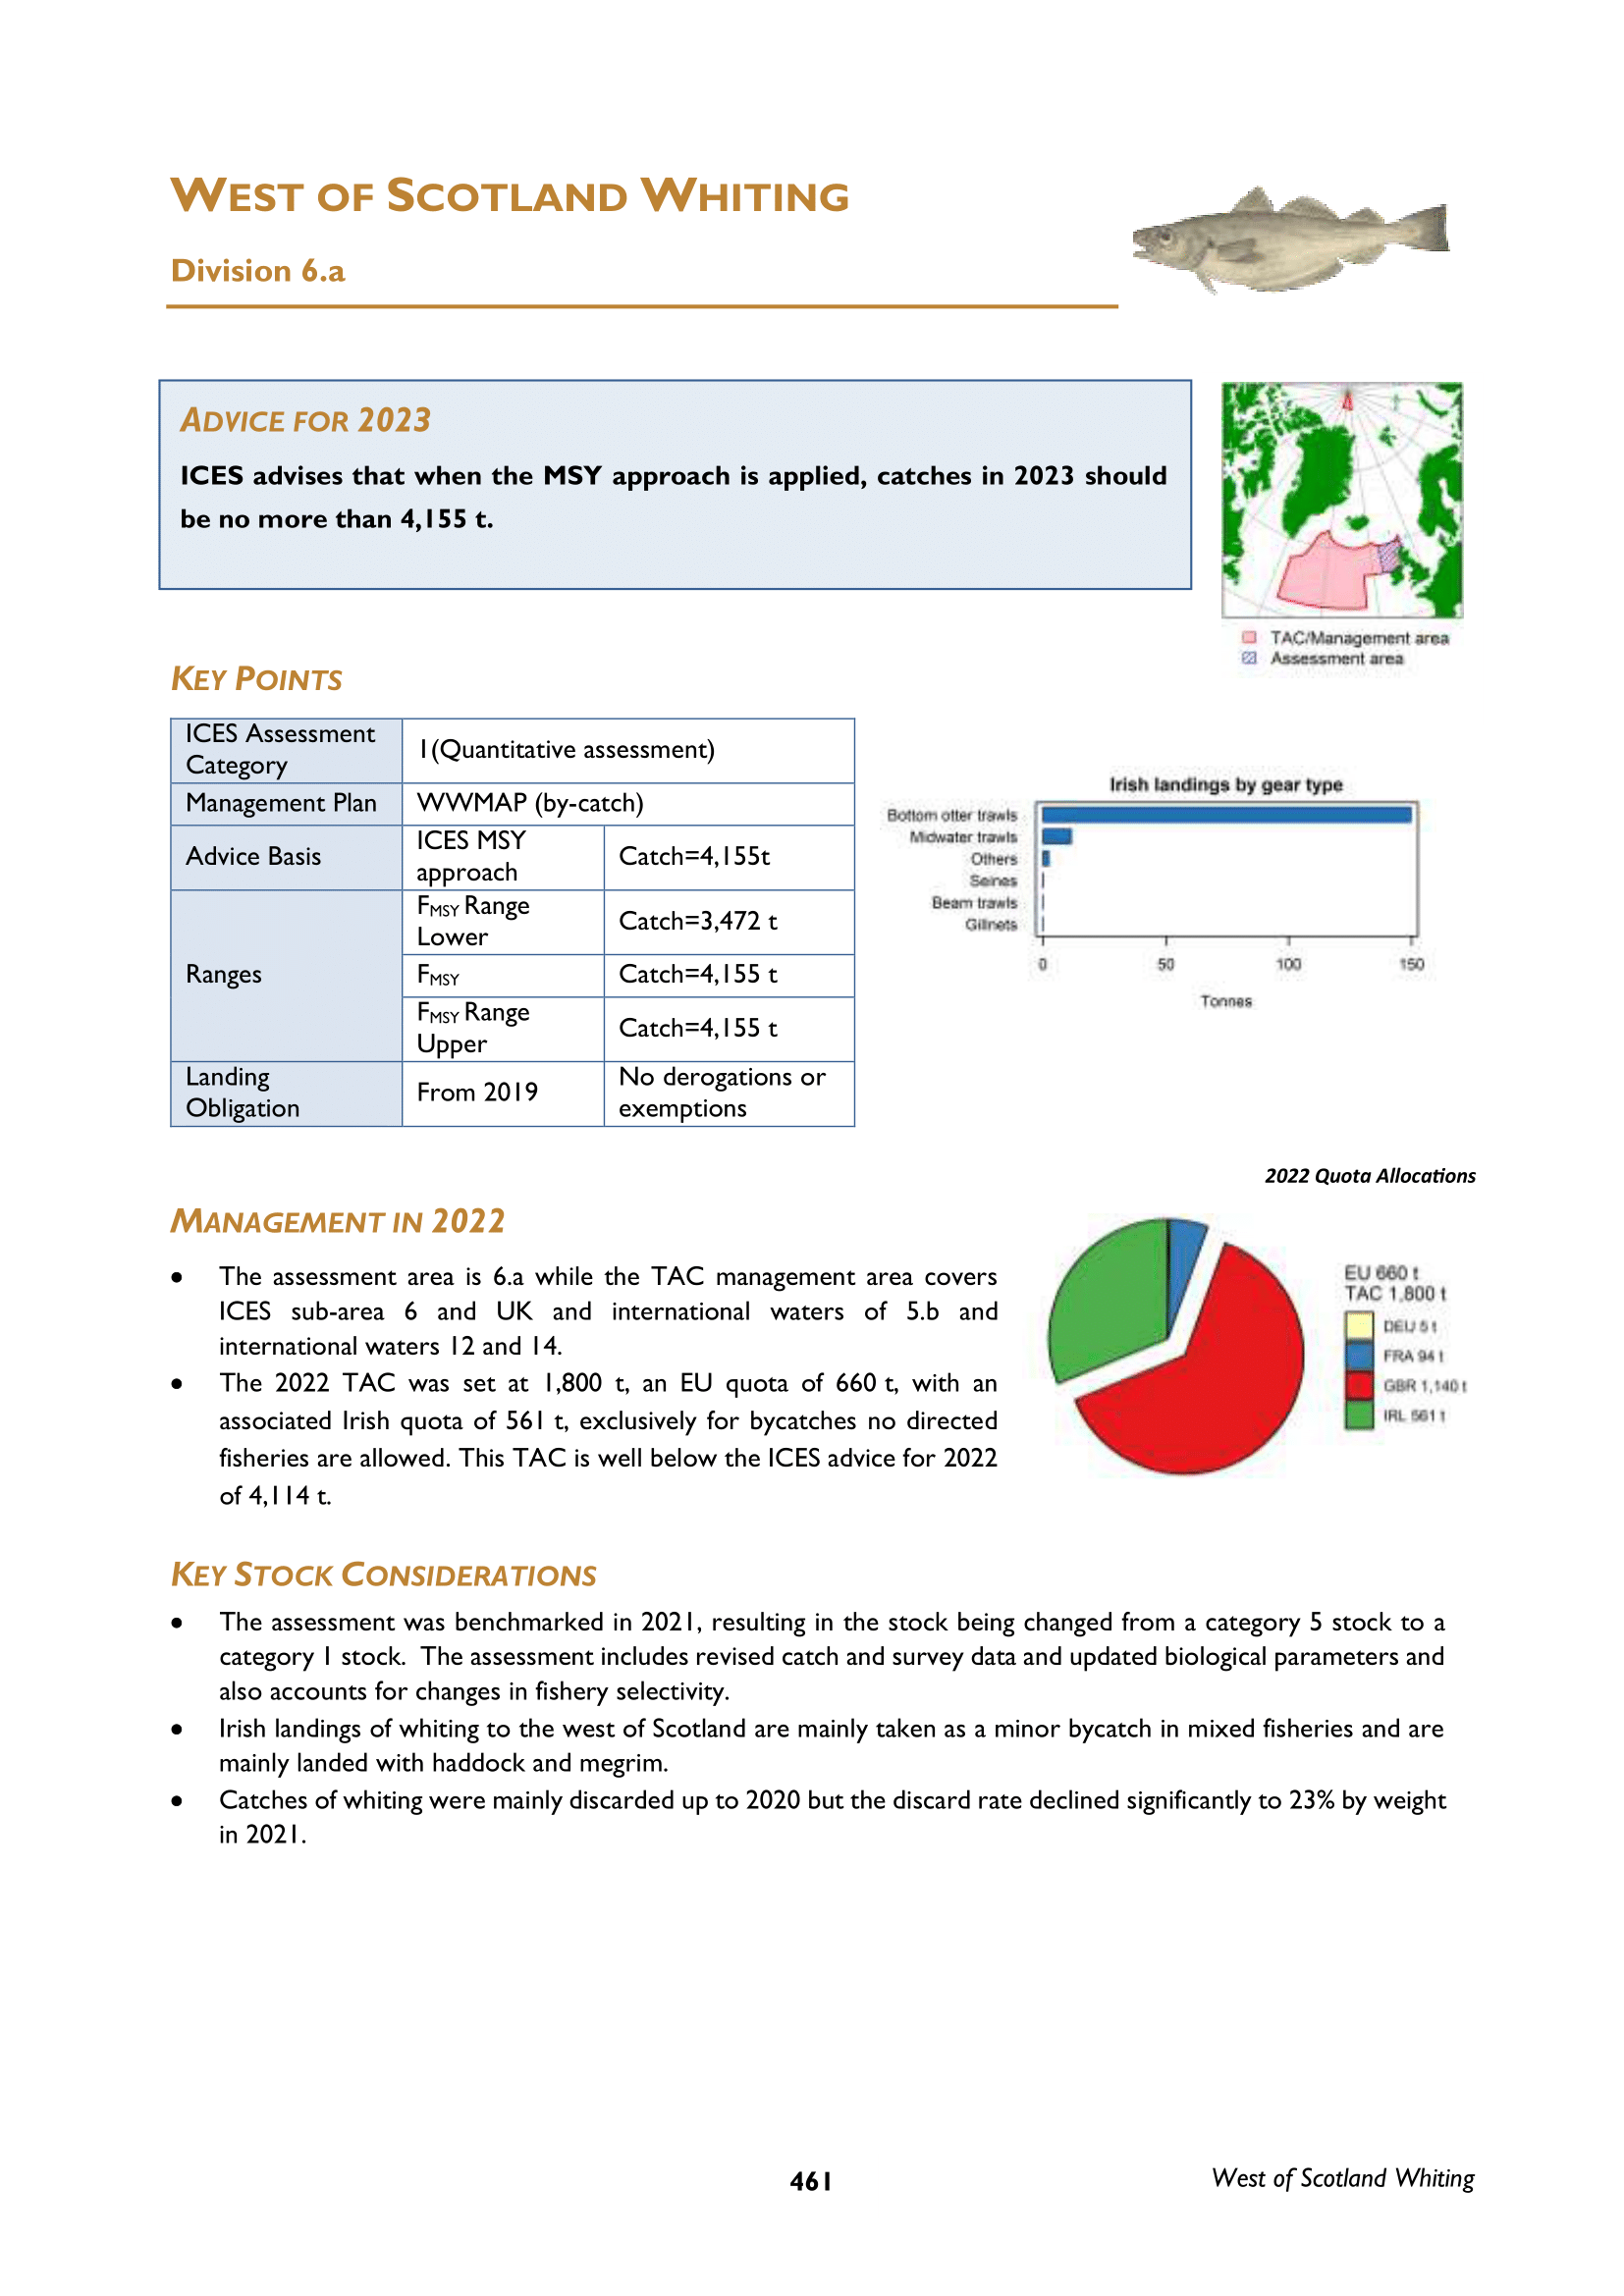 WEST OF SCOTLAND WHITING
Division 6.a
ADVICE FOR 2023
ICES advises that when the MSY approach is applied, catches in 2023 should
be no more than 4,155 t.
TAC/Management area
Assessment area
KEY POINTS
ICES Assessment
Category
1(Quantitative assessment)
Management Plan
WWMAP (by-catch)
Advice Basis
ICES MSY
approach
Catch=4,155t
Ranges
FMSY Range
Lower
Catch=3,472 t
FMSY
Catch=4,155 t
FMSY Range
Upper
Catch=4,155 t
Landing
Obligation
From 2019
No derogations or
exemptions
Irish landings by gear type
Bottom otter trawls
Midwater trawls
Others
Seines
Beam trawls
Gillnets
0 50 100 150
Tonnes
2022 Quota Allocations
EU 660 t
TAC 1,800 t
DEU 5 t
FRA 94 t
GBR 1,140 t
IRL 561 t
MANAGEMENT IN 2022
• The assessment area is 6.a while the TAC management area covers
ICES sub-area 6 and UK and international waters of 5.b and
international waters 12 and 14.
• The 2022 TAC was set at 1,800 t, an EU quota of 660 t, with an
associated Irish quota of 561 t, exclusively for bycatches no directed
fisheries are allowed. This TAC is well below the ICES advice for 2022
of 4,114 t.
KEY STOCK CONSIDERATIONS
• The assessment was benchmarked in 2021, resulting in the stock being changed from a category 5 stock to a
category 1 stock. The assessment includes revised catch and survey data and updated biological parameters and
also accounts for changes in fishery selectivity.
• Irish landings of whiting to the west of Scotland are mainly taken as a minor bycatch in mixed fisheries and are
mainly landed with haddock and megrim.
• Catches of whiting were mainly discarded up to 2020 but the discard rate declined significantly to 23% by weight
in 2021.
461
West of Scotland Whiting